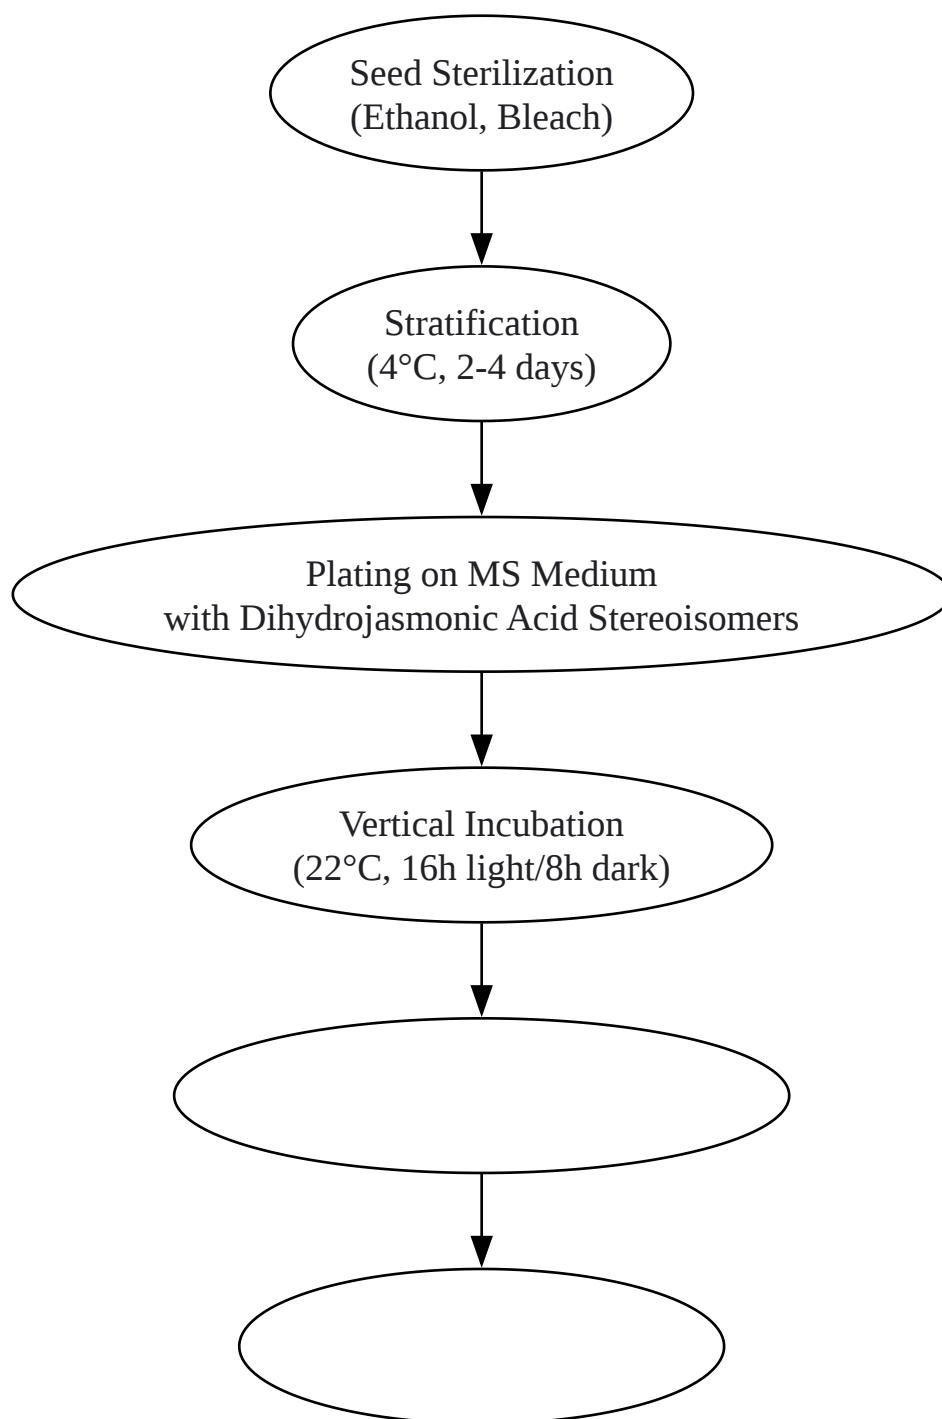 Seed Sterilization
(Ethanol, Bleach)
Stratification
(4°C, 2-4 days)
Plating on MS Medium
with Dihydrojasmonic Acid Stereoisomers
Vertical Incubation
(22°C, 16h light/8h dark)